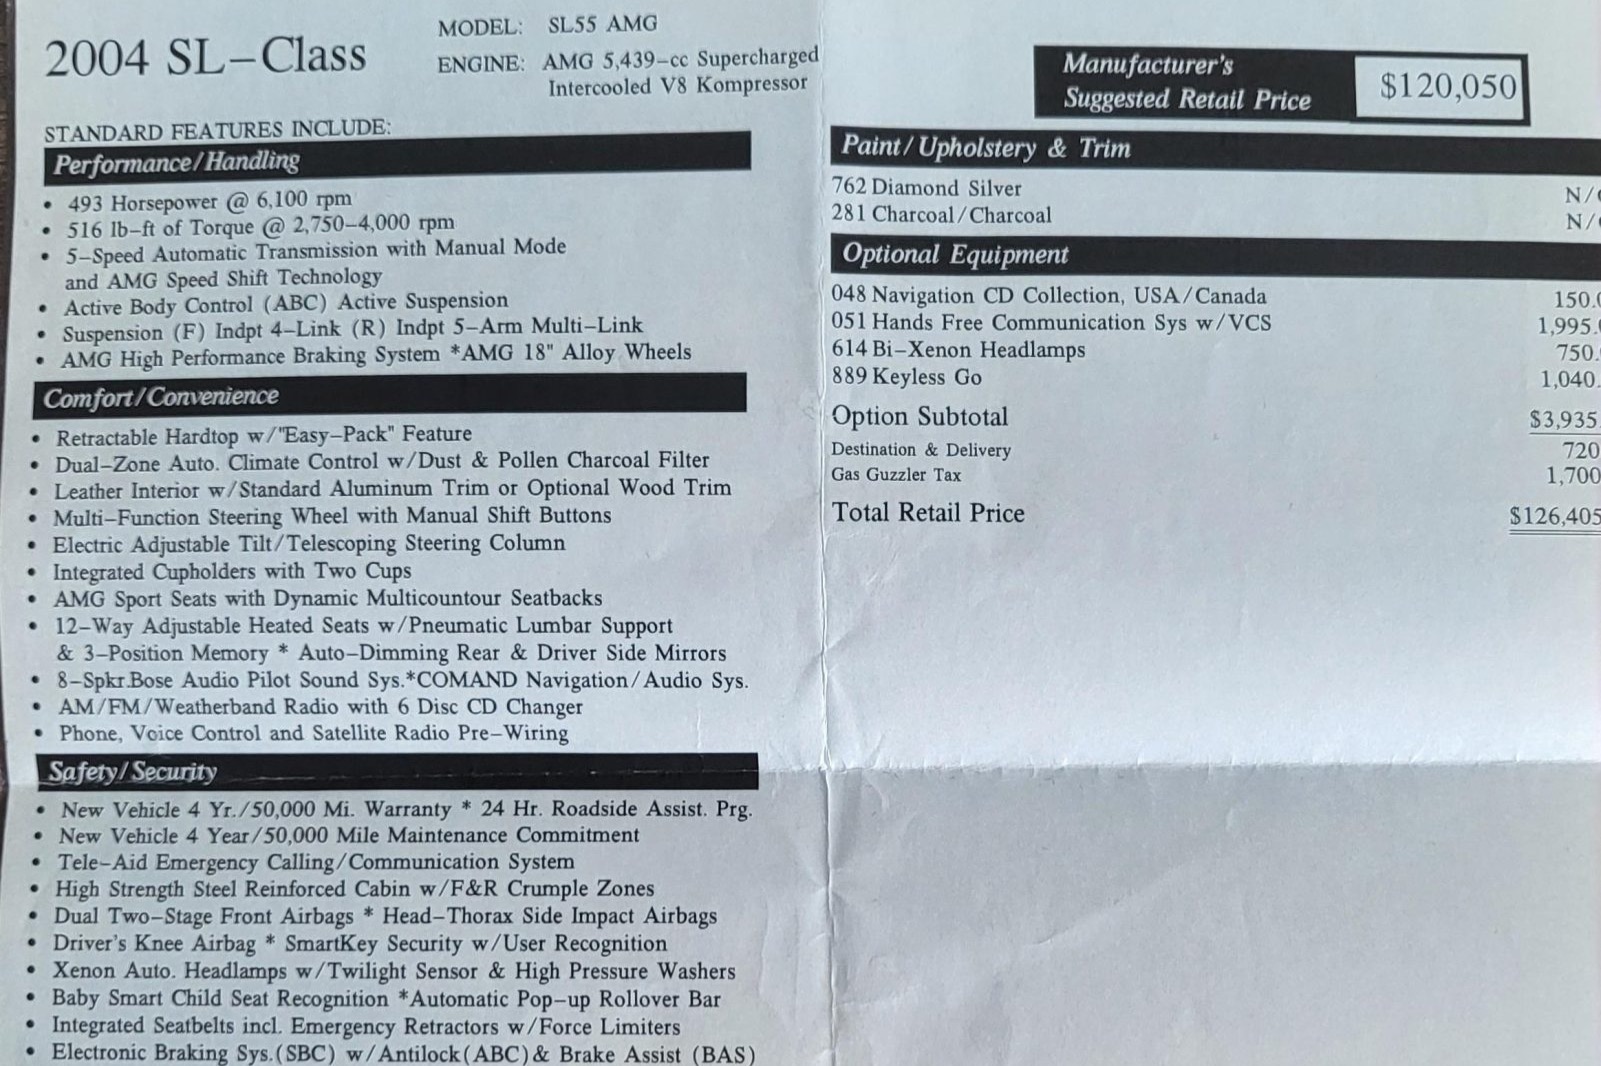 2004 SL-Class
MODEL: SL55 AMG
ENGINE: AMG 5,439-cc Supercharged
Intercooled V8 Kompressor
STANDARD FEATURES INCLUDE:
Performance/Handling
• 493 Horsepower @ 6,100 rpm
• 516 lb-ft of Torque @ 2,750-4,000 rpm
• 5-Speed Automatic Transmission with Manual Mode
and AMG Speed Shift Technology
• Active Body Control (ABC) Active Suspension
• Suspension (F) Indpt 4-Link (R) Indpt 5-Arm Multi-Link
• AMG High Performance Braking System *AMG 18" Alloy Wheels
Comfort/Convenience
• Retractable Hardtop w/"Easy-Pack" Feature
• Dual-Zone Auto. Climate Control w/Dust & Pollen Charcoal Filter
• Leather Interior w/Standard Aluminum Trim or Optional Wood Trim
• Multi-Function Steering Wheel with Manual Shift Buttons
• Electric Adjustable Tilt/Telescoping Steering Column
• Integrated Cupholders with Two Cups
• AMG Sport Seats with Dynamic Multicountour Seatbacks
• 12-Way Adjustable Heated Seats w/Pneumatic Lumbar Support
& 3-Position Memory * Auto-Dimming Rear & Driver Side Mirrors
• 8-Spkr.Bose Audio Pilot Sound Sys.*COMAND Navigation/Audio Sys.
• AM/FM/Weatherband Radio with 6 Disc CD Changer
• Phone, Voice Control and Satellite Radio Pre-Wiring
Safety/Security
• New Vehicle 4 Yr./50,000 Mi. Warranty * 24 Hr. Roadside Assist. Prg.
• New Vehicle 4 Year/50,000 Mile Maintenance Commitment
• Tele-Aid Emergency Calling/Communication System
• High Strength Steel Reinforced Cabin w/F&R Crumple Zones
• Dual Two-Stage Front Airbags * Head-Thorax Side Impact Airbags
• Driver's Knee Airbag * SmartKey Security w/User Recognition
• Xenon Auto. Headlamps w/Twilight Sensor & High Pressure Washers
• Baby Smart Child Seat Recognition *Automatic Pop-up Rollover Bar
• Integrated Seatbelts incl. Emergency Retractors w/Force Limiters
• Electronic Braking Sys.(SBC) w/Antilock(ABC)& Brake Assist (BAS)
Manufacturer's
Suggested Retail Price $120,050
Paint/Upholstery & Trim
762 Diamond Silver N/
281 Charcoal/Charcoal N/
Optional Equipment
048 Navigation CD Collection, USA/Canada 150.
051 Hands Free Communication Sys w/VCS 1,995.
614 Bi-Xenon Headlamps 750.
889 Keyless Go 1,040.
Option Subtotal $3,935.
Destination & Delivery 720
Gas Guzzler Tax 1,700
Total Retail Price $126,405